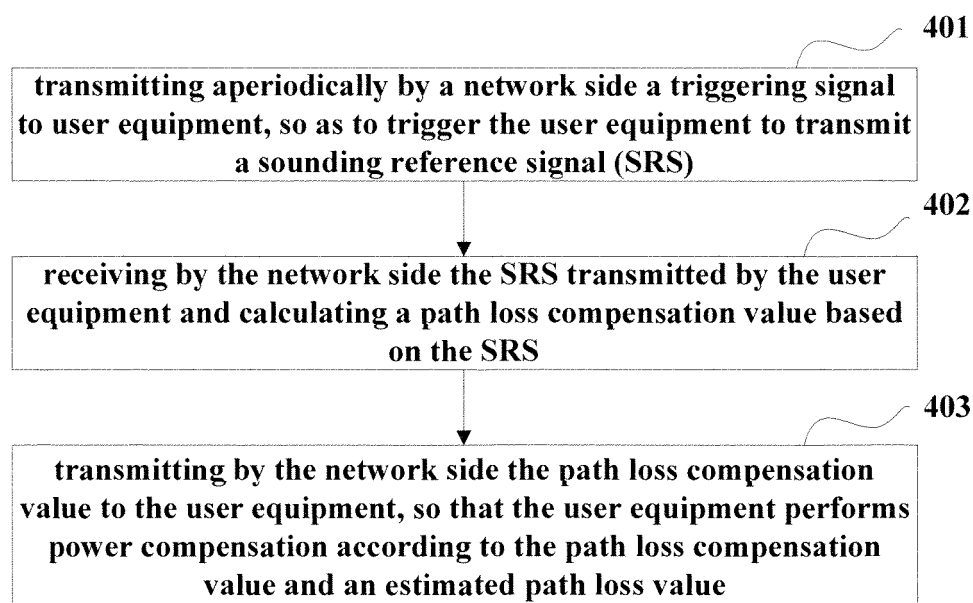 401
transmitting aperiodically by a network side a triggering signal
to user equipment, so as to trigger the user equipment to transmit
a sounding reference signal (SRS)
402
receiving by the network side the SRS transmitted by the user
equipment and calculating a path loss compensation value based
on the SRS
403
transmitting by the network side the path loss compensation
value to the user equipment, so that the user equipment performs
power compensation according to the path loss compensation
value and an estimated path loss value